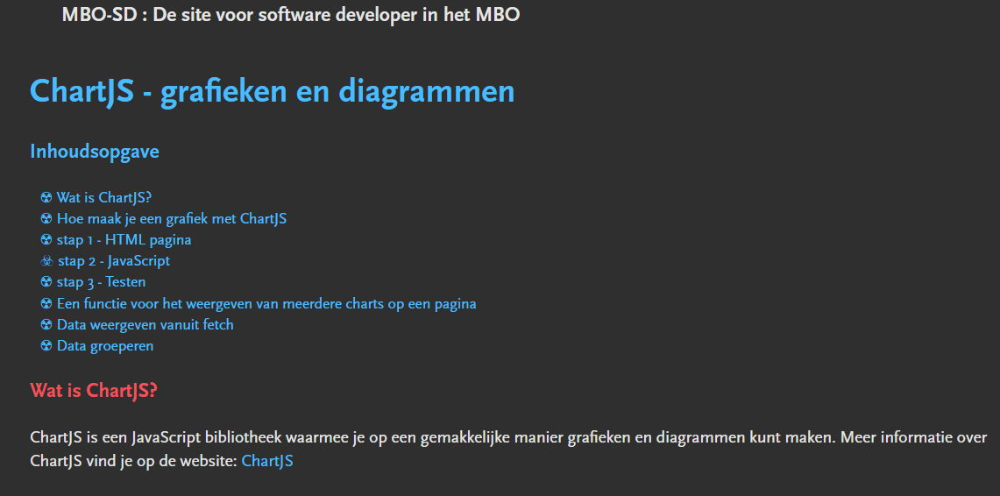 MBO-SD : De site voor software developer in het MBO
ChartJS - grafieken en diagrammen
Inhoudsopgave
☢ Wat is ChartJS?
☢ Hoe maak je een grafiek met ChartJS
☢ stap 1 - HTML pagina
☣ stap 2 - JavaScript
☢ stap 3 - Testen
☢ Een functie voor het weergeven van meerdere charts op een pagina
☢ Data weergeven vanuit fetch
☢ Data groeperen
Wat is ChartJS?
ChartJS is een JavaScript bibliotheek waarmee je op een gemakkelijke manier grafieken en diagrammen kunt maken. Meer informatie over
ChartJS vind je op de website: ChartJS